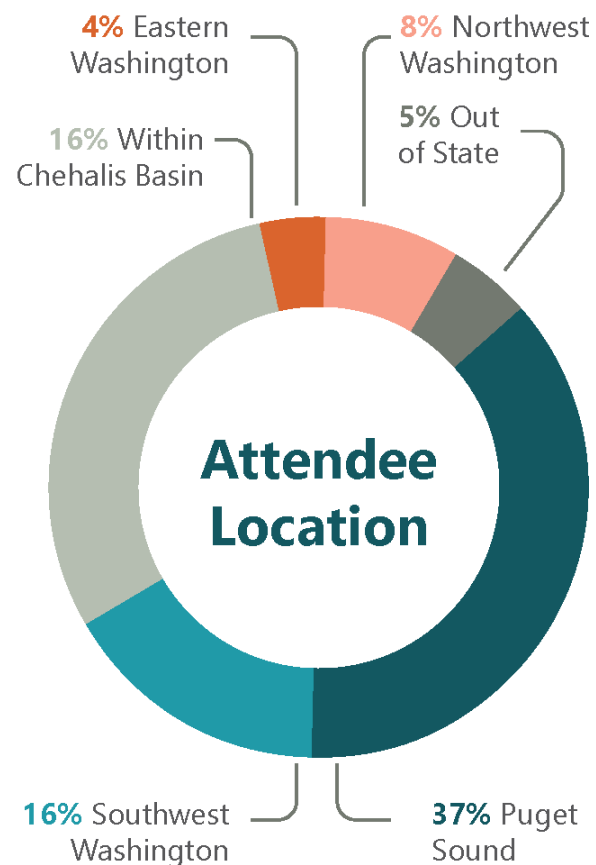 4% Eastern
Washington
8% Northwest
Washington
16% Within
Chehalis Basin
5% Out
of State
Attendee
Location
16% Southwest
Washington
37% Puget
Sound